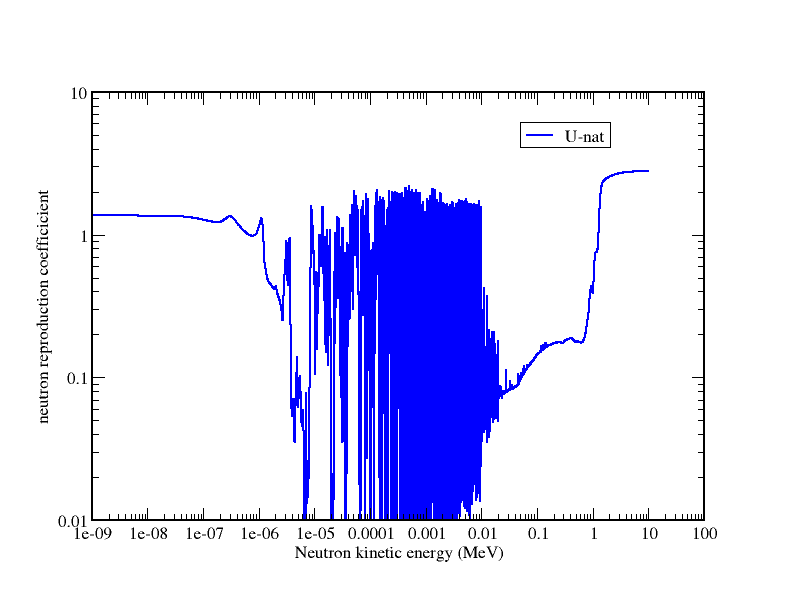 10
U-nat
1
neutron reproduction coefficicient
0.1
0.01
1e-09 1e-08 1e-07 1e-06 1e-05 0.0001 0.001 0.01 0.1 1 10 100
Neutron kinetic energy (MeV)